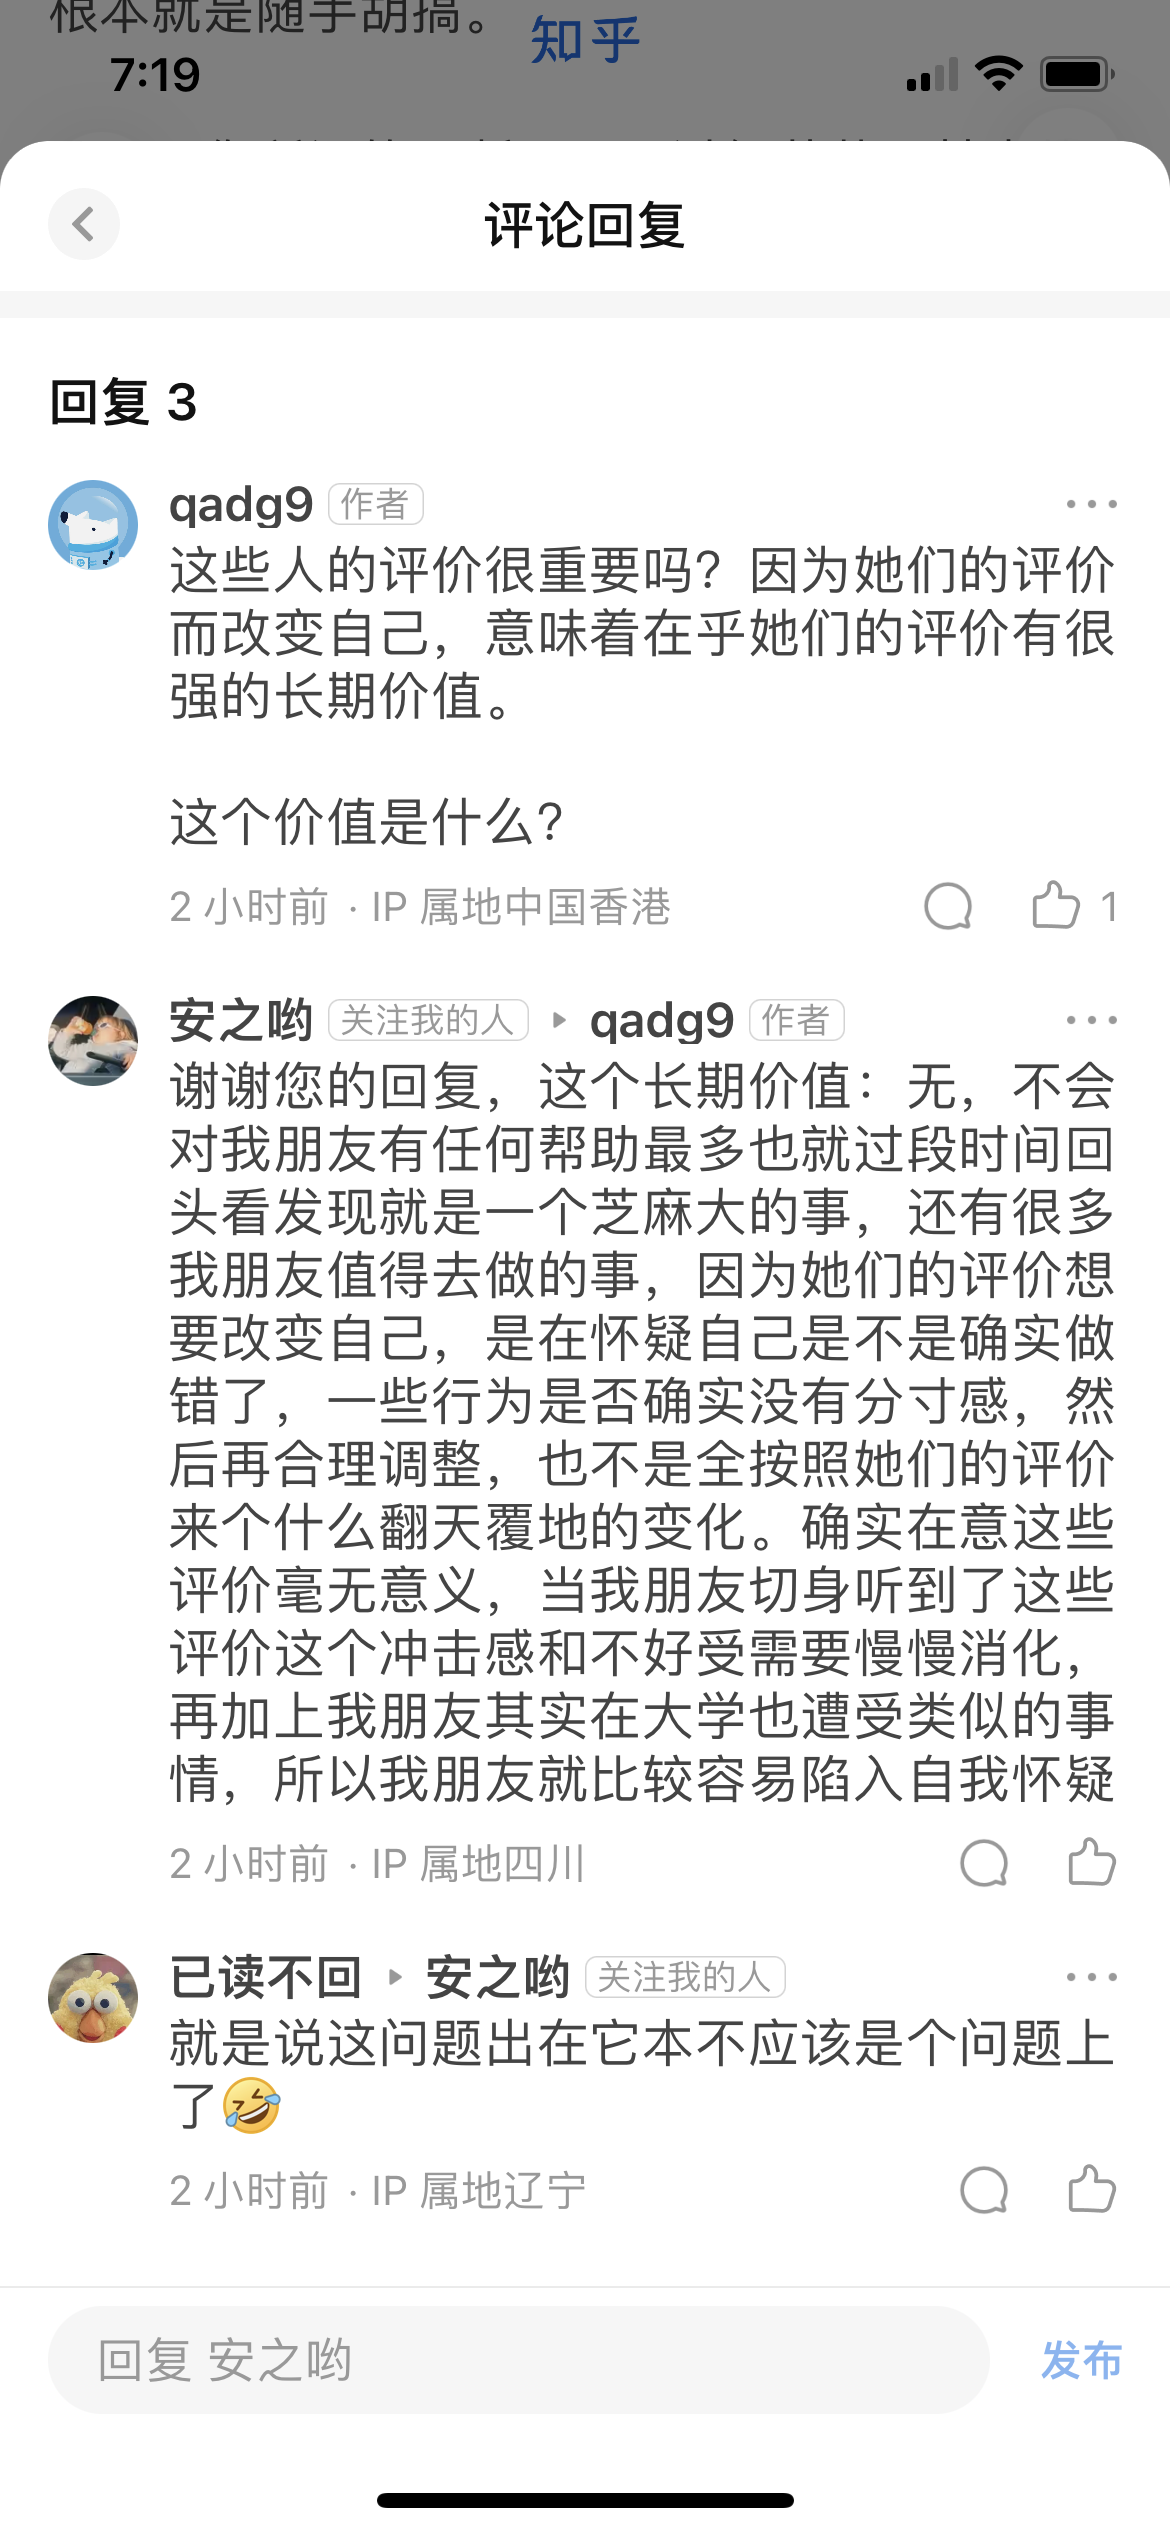 根本就是随手胡搞。
知乎
7:19
评论回复
回复 3
qadg9 作者
这些人的评价很重要吗？因为她们的评价
而改变自己，意味着在乎她们的评价有很
强的长期价值。
这个价值是什么？
2 小时前 · IP 属地中国香港 1
安之哟 关注我的人 qadg9 作者
谢谢您的回复，这个长期价值：无，不会
对我朋友有任何帮助最多也就过段时间回
头看发现就是一个芝麻大的事，还有很多
我朋友值得去做的事，因为她们的评价想
要改变自己，是在怀疑自己是不是确实做
错了，一些行为是否确实没有分寸感，然
后再合理调整，也不是全按照她们的评价
来个什么翻天覆地的变化。确实在意这些
评价毫无意义，当我朋友切身听到了这些
评价这个冲击感和不好受需要慢慢消化，
再加上我朋友其实在大学也遭受类似的事
情，所以我朋友就比较容易陷入自我怀疑
2 小时前 · IP 属地四川
已读不回 安之哟 关注我的人
就是说这问题出在它本不应该是个问题上
了🤣
2 小时前 · IP 属地辽宁
回复 安之哟
发布